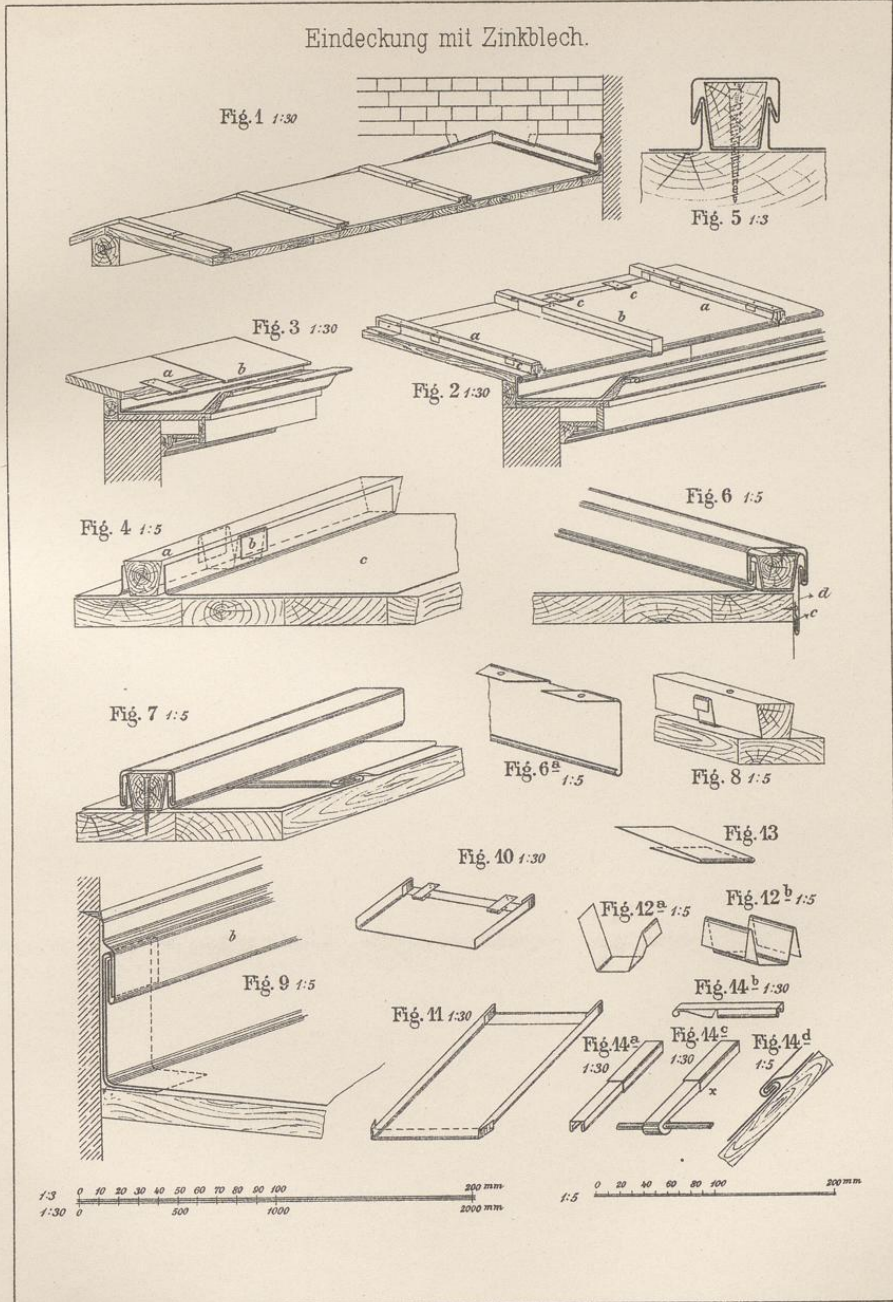 Eindeckung mit Zinkblech.
Fig. 1 1:30
Fig. 5 1:3
Fig. 3 1:30
a
b
c
c
b
a
a
Fig. 2 1:30
Fig. 4 1:5
a
b
c
Fig. 6 1:5
d
c
Fig. 7 1:5
Fig. 6a 1:5
Fig. 8 1:5
Fig. 13
Fig. 10 1:30
Fig. 12a 1:5
Fig. 12b 1:5
b
Fig. 9 1:5
Fig. 11 1:30
Fig. 14b 1:30
Fig. 14a 1:30
Fig. 14c 1:30
Fig. 14d 1:5
x
1:3 0 10 20 30 40 50 60 70 80 90 100 200 mm
1:30 0 500 1000 2000 mm
1:5 0 20 40 60 80 100 200 mm